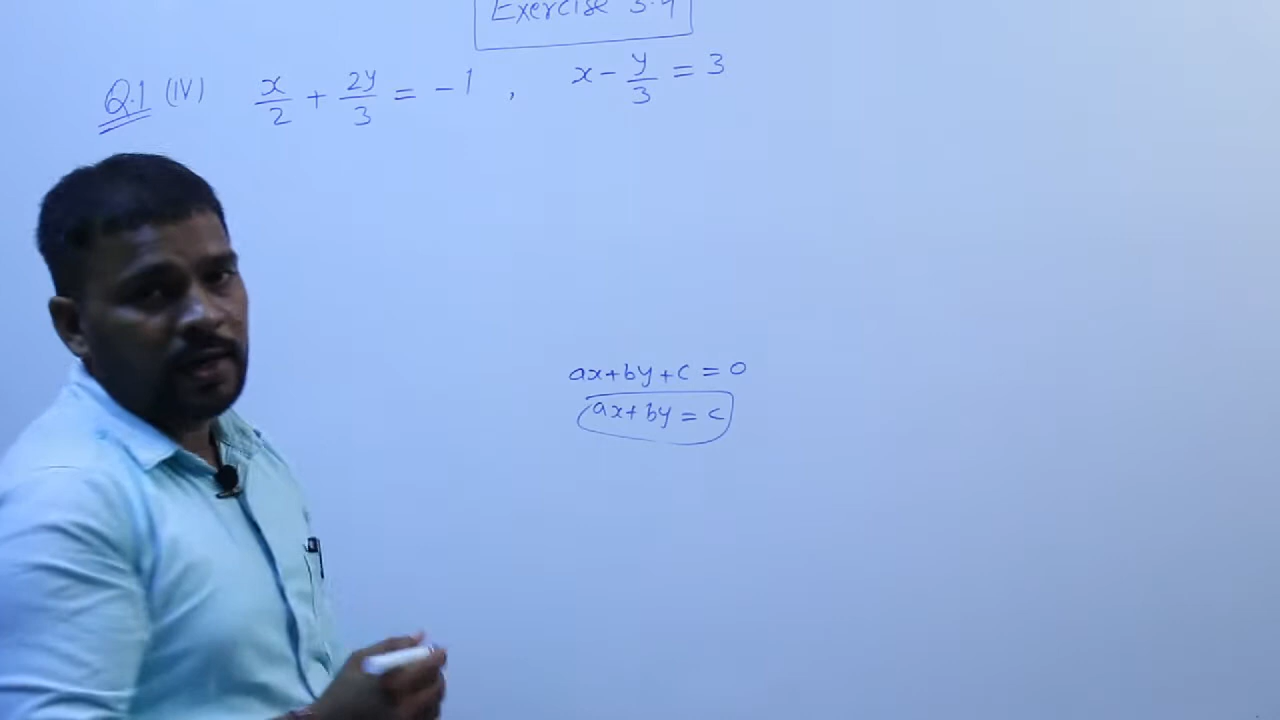 Exercise 3.4
Q.1 (IV) x/2 + 2y/3 = -1 , x - y/3 = 3
ax+by+c = 0
ax+by = c